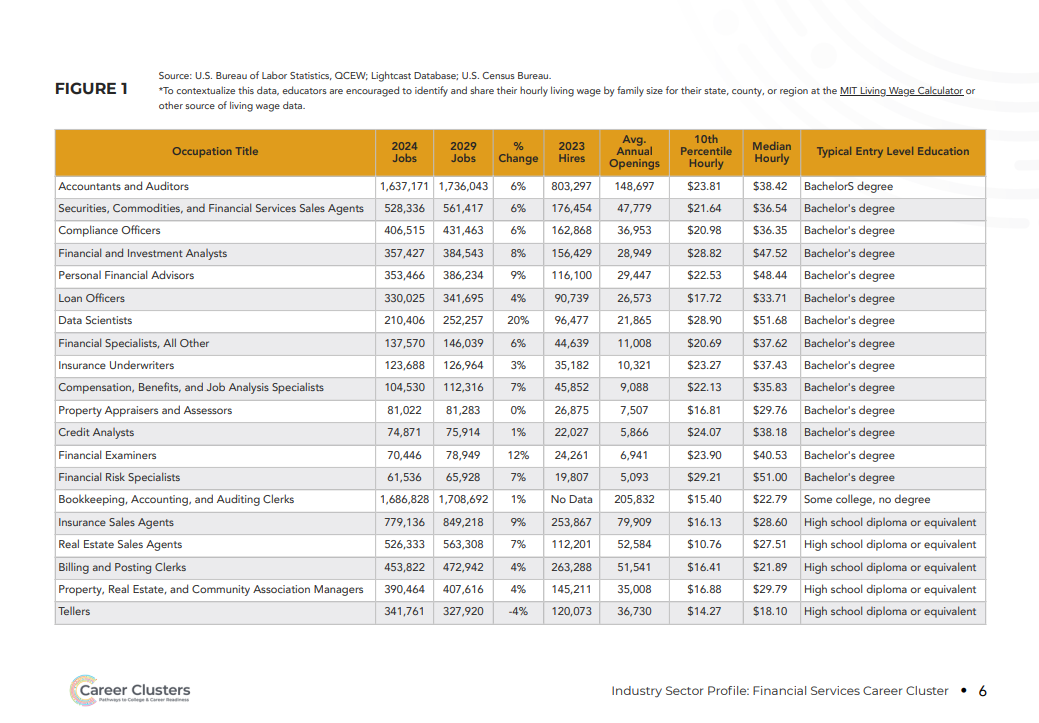 FIGURE 1
Source: U.S. Bureau of Labor Statistics, QCEW; Lightcast Database; U.S. Census Bureau.
*To contextualize this data, educators are encouraged to identify and share their hourly living wage by family size for their state, county, or region at the MIT Living Wage Calculator or
other source of living wage data.
Occupation Title 2024 Jobs 2029 Jobs % Change 2023 Hires Avg. Annual Openings 10th Percentile Hourly Median Hourly Typical Entry Level Education
Accountants and Auditors 1,637,171 1,736,043 6% 803,297 148,697 $23.81 $38.42 BachelorS degree
Securities, Commodities, and Financial Services Sales Agents 528,336 561,417 6% 176,454 47,779 $21.64 $36.54 Bachelor's degree
Compliance Officers 406,515 431,463 6% 162,868 36,953 $20.98 $36.35 Bachelor's degree
Financial and Investment Analysts 357,427 384,543 8% 156,429 28,949 $28.82 $47.52 Bachelor's degree
Personal Financial Advisors 353,466 386,234 9% 116,100 29,447 $22.53 $48.44 Bachelor's degree
Loan Officers 330,025 341,695 4% 90,739 26,573 $17.72 $33.71 Bachelor's degree
Data Scientists 210,406 252,257 20% 96,477 21,865 $28.90 $51.68 Bachelor's degree
Financial Specialists, All Other 137,570 146,039 6% 44,639 11,008 $20.69 $37.62 Bachelor's degree
Insurance Underwriters 123,688 126,964 3% 35,182 10,321 $23.27 $37.43 Bachelor's degree
Compensation, Benefits, and Job Analysis Specialists 104,530 112,316 7% 45,852 9,088 $22.13 $35.83 Bachelor's degree
Property Appraisers and Assessors 81,022 81,283 0% 26,875 7,507 $16.81 $29.76 Bachelor's degree
Credit Analysts 74,871 75,914 1% 22,027 5,866 $24.07 $38.18 Bachelor's degree
Financial Examiners 70,446 78,949 12% 24,261 6,941 $23.90 $40.53 Bachelor's degree
Financial Risk Specialists 61,536 65,928 7% 19,807 5,093 $29.21 $51.00 Bachelor's degree
Bookkeeping, Accounting, and Auditing Clerks 1,686,828 1,708,692 1% No Data 205,832 $15.40 $22.79 Some college, no degree
Insurance Sales Agents 779,136 849,218 9% 253,867 79,909 $16.13 $28.60 High school diploma or equivalent
Real Estate Sales Agents 526,333 563,308 7% 112,201 52,584 $10.76 $27.51 High school diploma or equivalent
Billing and Posting Clerks 453,822 472,942 4% 263,288 51,541 $16.41 $21.89 High school diploma or equivalent
Property, Real Estate, and Community Association Managers 390,464 407,616 4% 145,211 35,008 $16.88 $29.79 High school diploma or equivalent
Tellers 341,761 327,920 -4% 120,073 36,730 $14.27 $18.10 High school diploma or equivalent
Career Clusters
Pathways to College & Career Readiness
Industry Sector Profile: Financial Services Career Cluster • 6